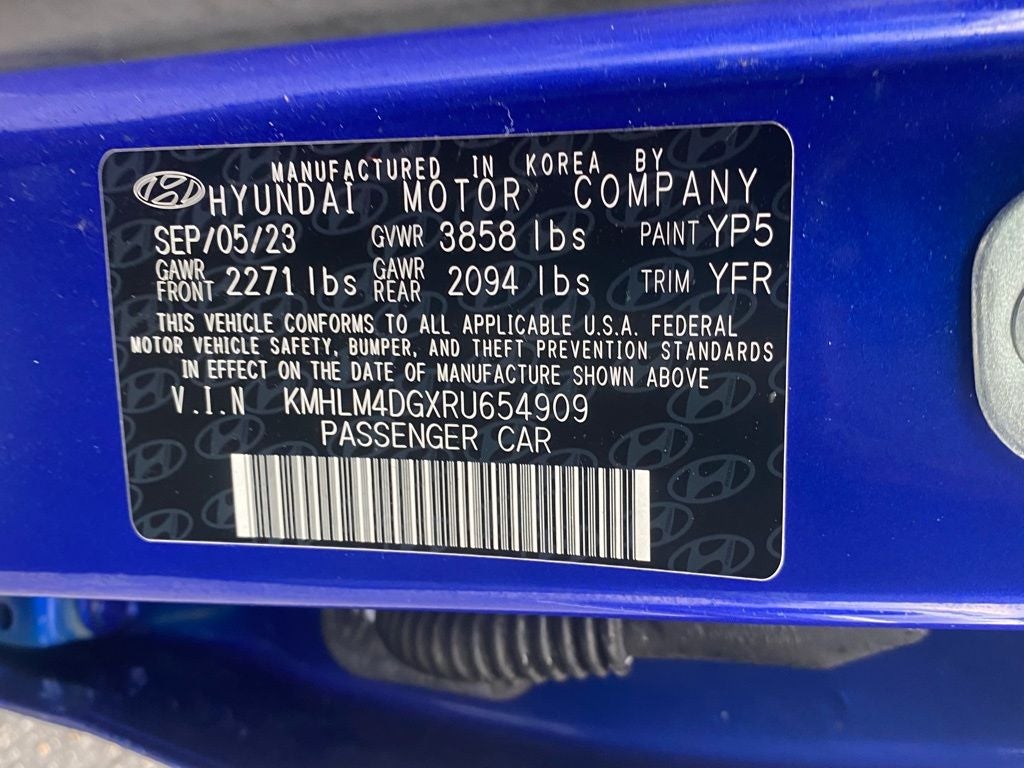 MANUFACTURED IN KOREA BY
HYUNDAI MOTOR COMPANY
SEP/05/23 GVWR 3858 lbs PAINT YP5
GAWR FRONT 2271 lbs GAWR REAR 2094 lbs TRIM YFR
THIS VEHICLE CONFORMS TO ALL APPLICABLE U.S.A. FEDERAL
MOTOR VEHICLE SAFETY, BUMPER, AND THEFT PREVENTION STANDARDS
IN EFFECT ON THE DATE OF MANUFACTURE SHOWN ABOVE
V.I.N KMHLM4DGXRU654909
PASSENGER CAR